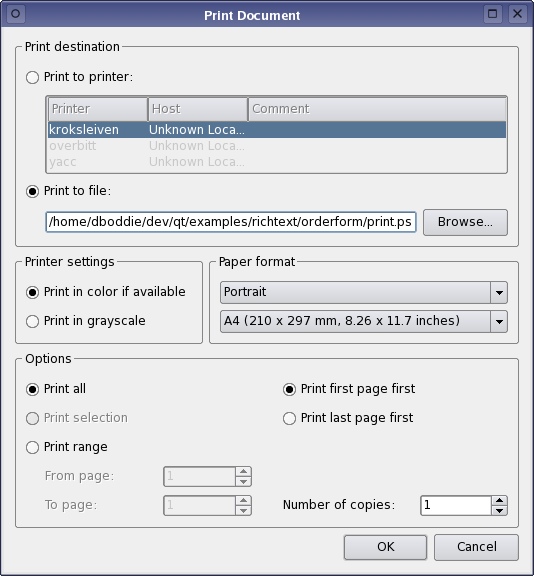 Print Document
Print destination
Print to printer:
Printer Host Comment
kroksleiven Unknown Loca...
overbitt Unknown Loca...
yacc Unknown Loca...
Print to file:
/home/dboddie/dev/qt/examples/richtext/orderform/print.ps Browse...
Printer settings Paper format
Print in color if available Portrait
Print in grayscale A4 (210 x 297 mm, 8.26 x 11.7 inches)
Options
Print all Print first page first
Print selection Print last page first
Print range
From page: 1
To page: 1 Number of copies: 1
OK Cancel